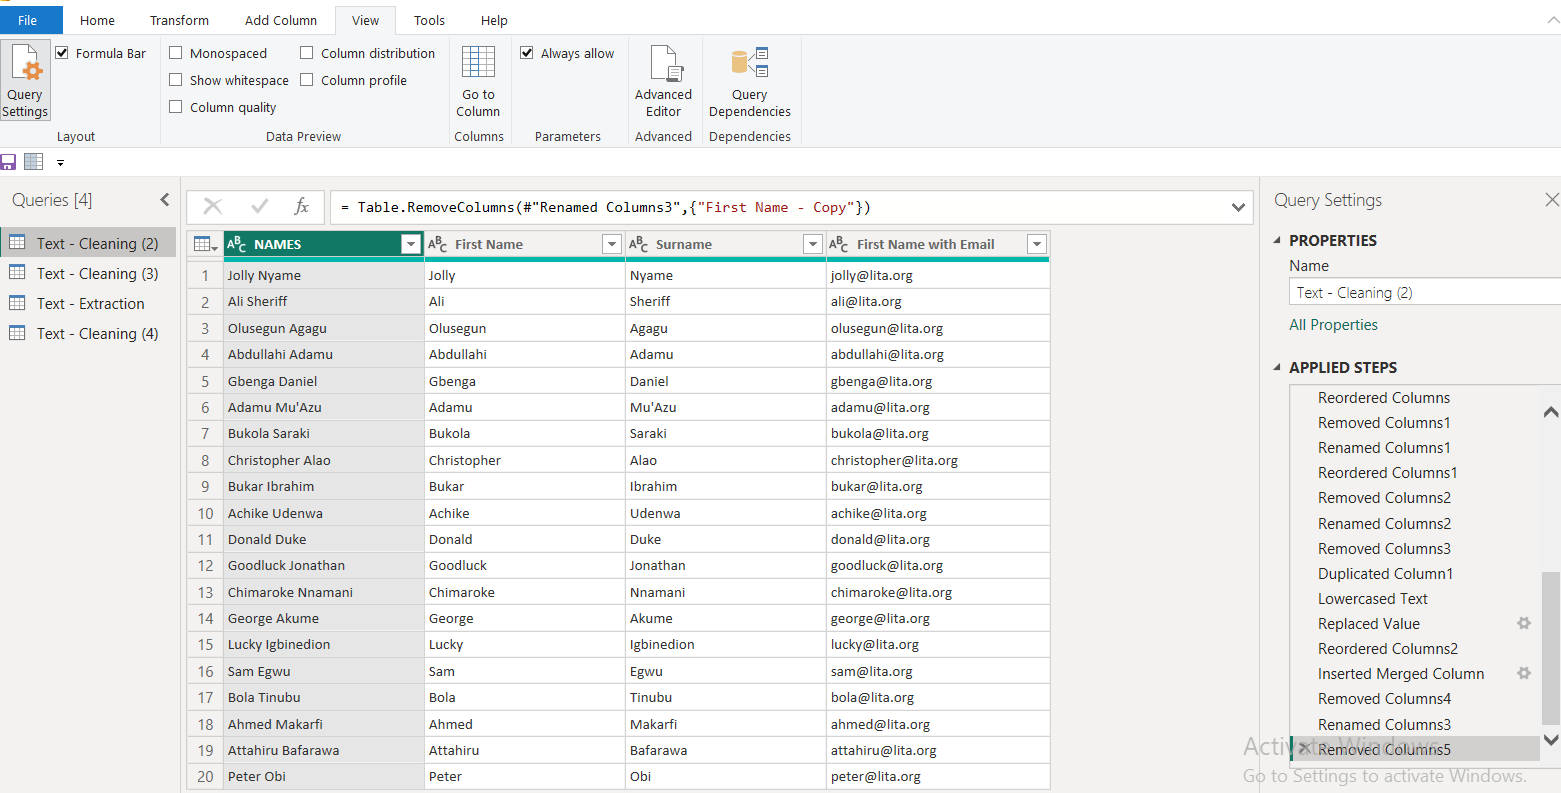 File Home Transform Add Column View Tools Help
Formula Bar Monospaced Column distribution Always allow
Show whitespace Column profile
Query Settings Column quality Go to Column Advanced Editor Query Dependencies
Layout Data Preview Columns Parameters Advanced Dependencies
Queries [4]
Text - Cleaning (2)
Text - Cleaning (3)
Text - Extraction
Text - Cleaning (4)
fx = Table.RemoveColumns(#"Renamed Columns3",{"First Name - Copy"})
ABC NAMES ABC First Name ABC Surname ABC First Name with Email
1 Jolly Nyame Jolly Nyame jolly@lita.org
2 Ali Sheriff Ali Sheriff ali@lita.org
3 Olusegun Agagu Olusegun Agagu olusegun@lita.org
4 Abdullahi Adamu Abdullahi Adamu abdullahi@lita.org
5 Gbenga Daniel Gbenga Daniel gbenga@lita.org
6 Adamu Mu'Azu Adamu Mu'Azu adamu@lita.org
7 Bukola Saraki Bukola Saraki bukola@lita.org
8 Christopher Alao Christopher Alao christopher@lita.org
9 Bukar Ibrahim Bukar Ibrahim bukar@lita.org
10 Achike Udenwa Achike Udenwa achike@lita.org
11 Donald Duke Donald Duke donald@lita.org
12 Goodluck Jonathan Goodluck Jonathan goodluck@lita.org
13 Chimaroke Nnamani Chimaroke Nnamani chimaroke@lita.org
14 George Akume George Akume george@lita.org
15 Lucky Igbinedion Lucky Igbinedion lucky@lita.org
16 Sam Egwu Sam Egwu sam@lita.org
17 Bola Tinubu Bola Tinubu bola@lita.org
18 Ahmed Makarfi Ahmed Makarfi ahmed@lita.org
19 Attahiru Bafarawa Attahiru Bafarawa attahiru@lita.org
20 Peter Obi Peter Obi peter@lita.org
Query Settings
PROPERTIES
Name
Text - Cleaning (2)
All Properties
APPLIED STEPS
Reordered Columns
Removed Columns1
Renamed Columns1
Reordered Columns1
Removed Columns2
Renamed Columns2
Removed Columns3
Duplicated Column1
Lowercased Text
Replaced Value
Reordered Columns2
Inserted Merged Column
Removed Columns4
Renamed Columns3
Removed Columns5
Activate Windows
Go to Settings to activate Windows.